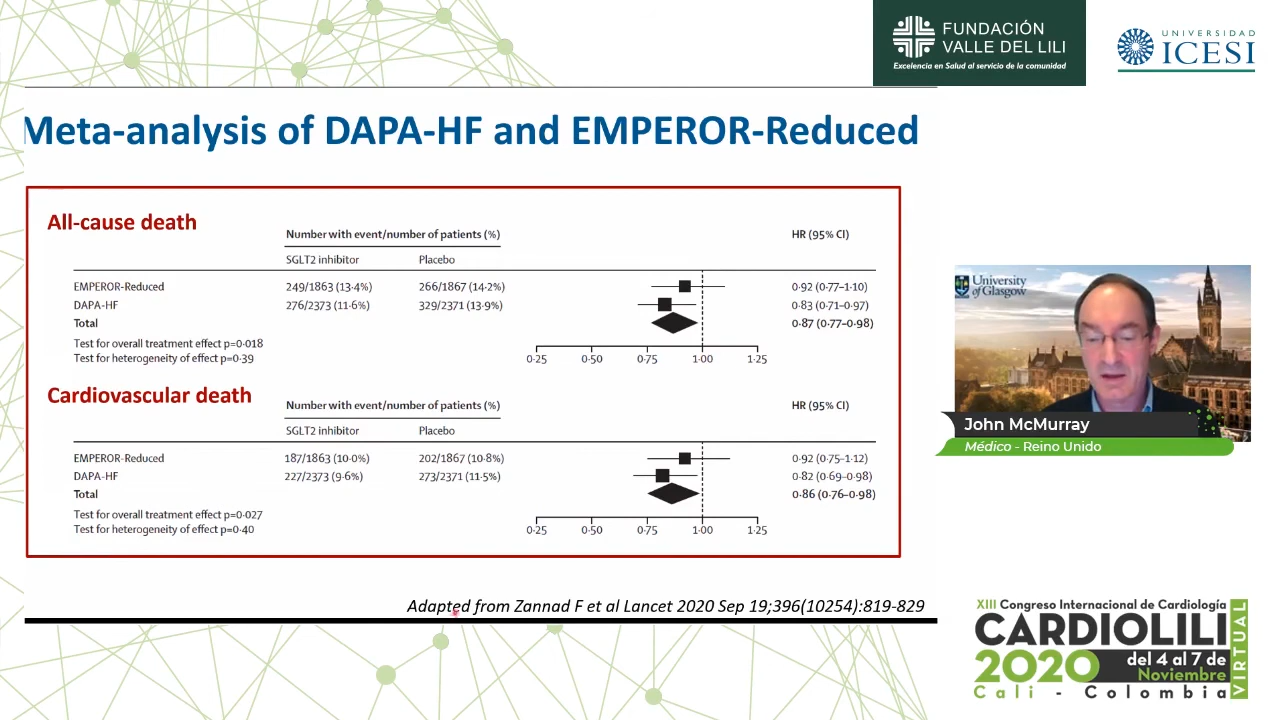 FUNDACIÓN
VALLE DEL LILI
Excelencia en Salud al servicio de la comunidad
UNIVERSIDAD
ICESI
Meta-analysis of DAPA-HF and EMPEROR-Reduced
All-cause death
Number with event/number of patients (%) HR (95% CI)
SGLT2 inhibitor Placebo
EMPEROR-Reduced 249/1863 (13·4%) 266/1867 (14·2%) 0·92 (0·77–1·10)
DAPA-HF 276/2373 (11·6%) 329/2371 (13·9%) 0·83 (0·71–0·97)
Total 0·87 (0·77–0·98)
Test for overall treatment effect p=0·018
Test for heterogeneity of effect p=0·39
0·25 0·50 0·75 1·00 1·25
Cardiovascular death
Number with event/number of patients (%) HR (95% CI)
SGLT2 inhibitor Placebo
EMPEROR-Reduced 187/1863 (10·0%) 202/1867 (10·8%) 0·92 (0·75–1·12)
DAPA-HF 227/2373 (9·6%) 273/2371 (11·5%) 0·82 (0·69–0·98)
Total 0·86 (0·76–0·98)
Test for overall treatment effect p=0·027
Test for heterogeneity of effect p=0·40
0·25 0·50 0·75 1·00 1·25
Adapted from Zannad F et al Lancet 2020 Sep 19;396(10254):819-829
University
of Glasgow
John McMurray
Médico - Reino Unido
XIII Congreso Internacional de Cardiología
CARDIOLILI
2020 del 4 al 7 de
Noviembre
Cali - Colombia
VIRTUAL